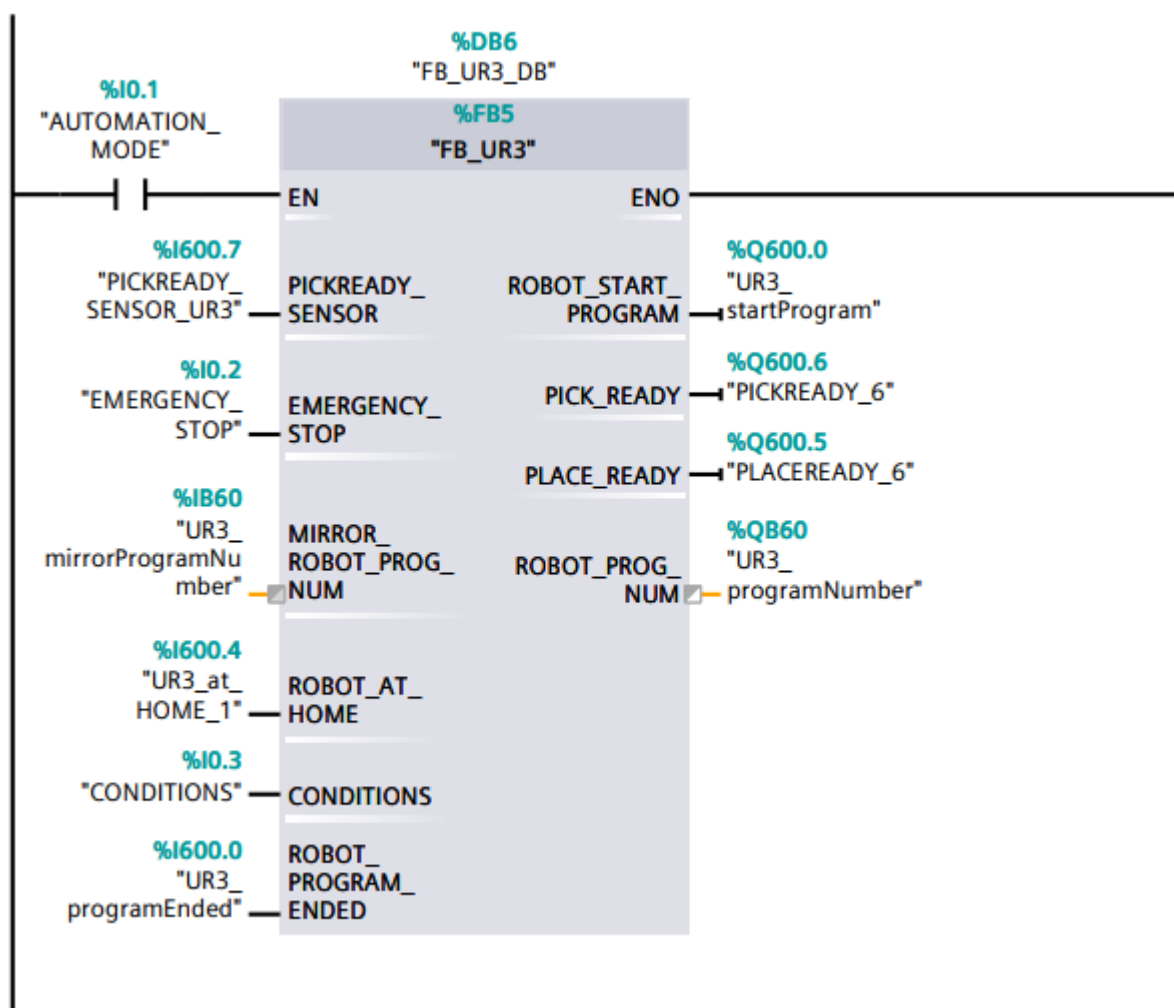 %DB6
"FB_UR3_DB"
%I0.1
"AUTOMATION_
MODE"
%FB5
"FB_UR3"
EN
ENO
%I600.7
"PICKREADY_
SENSOR_UR3"
PICKREADY_
SENSOR
ROBOT_START_
PROGRAM
%Q600.0
"UR3_
startProgram"
%I0.2
"EMERGENCY_
STOP"
EMERGENCY_
STOP
PICK_READY
%Q600.6
"PICKREADY_6"
PLACE_READY
%Q600.5
"PLACEREADY_6"
%IB60
"UR3_
mirrorProgramNu
mber"
MIRROR_
ROBOT_PROG_
NUM
ROBOT_PROG_
NUM
%QB60
"UR3_
programNumber"
%I600.4
"UR3_at_
HOME_1"
ROBOT_AT_
HOME
%I0.3
"CONDITIONS"
CONDITIONS
%I600.0
"UR3_
programEnded"
ROBOT_
PROGRAM_
ENDED